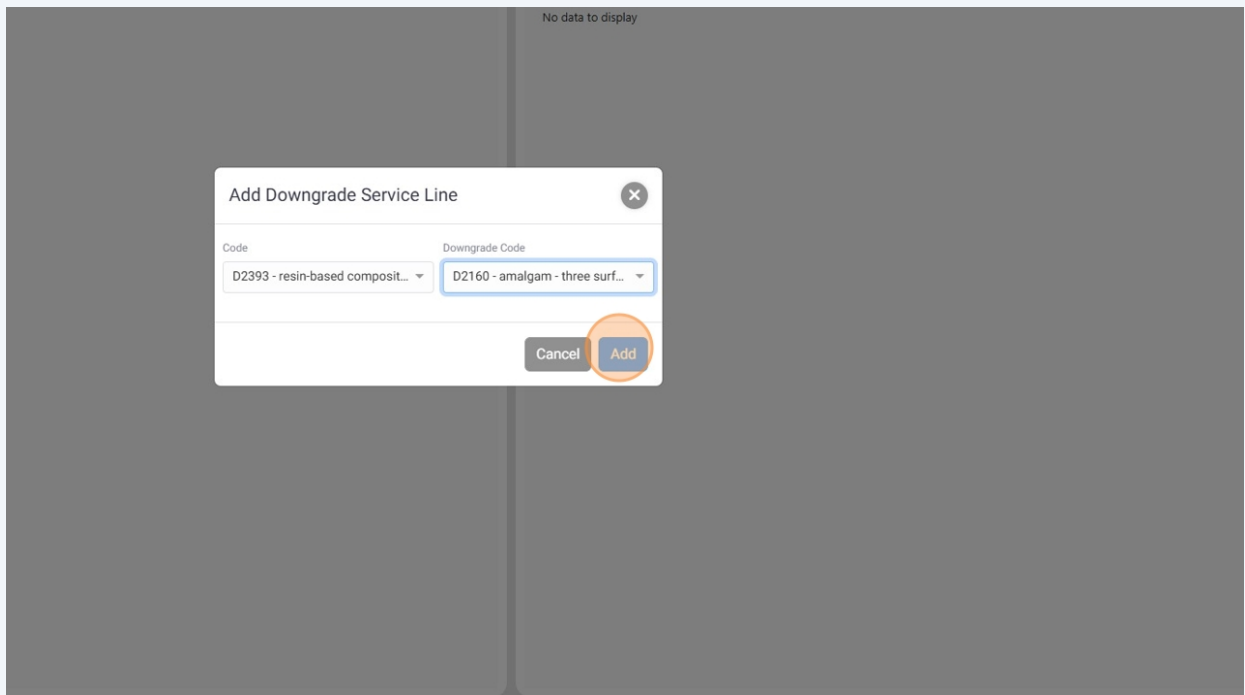 No data to display
Add Downgrade Service Line
Code
Downgrade Code
D2393 - resin-based composit...
D2160 - amalgam - three surf...
Cancel
Add